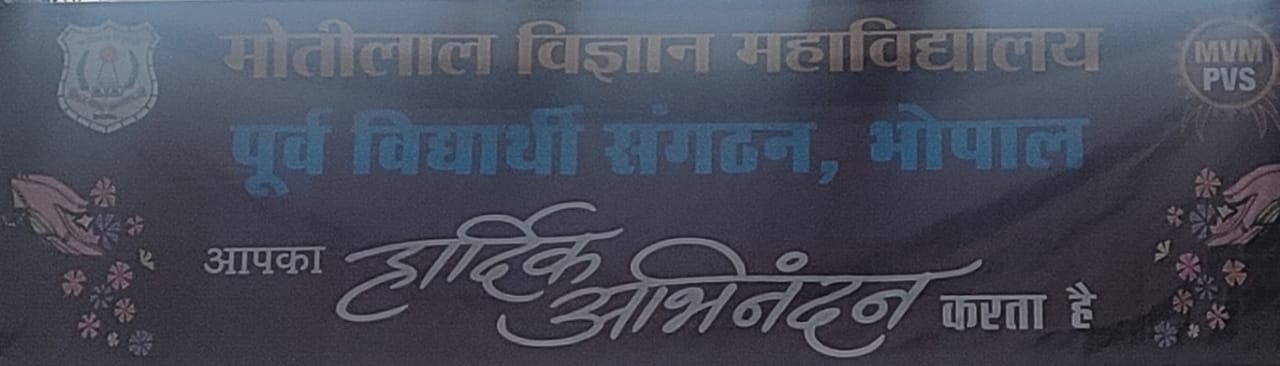 मोतीलाल विज्ञान महाविद्यालय
MVM
PVS
पूर्व विद्यार्थी संगठन, भोपाल
आपका हार्दिक अभिनंदन करता है